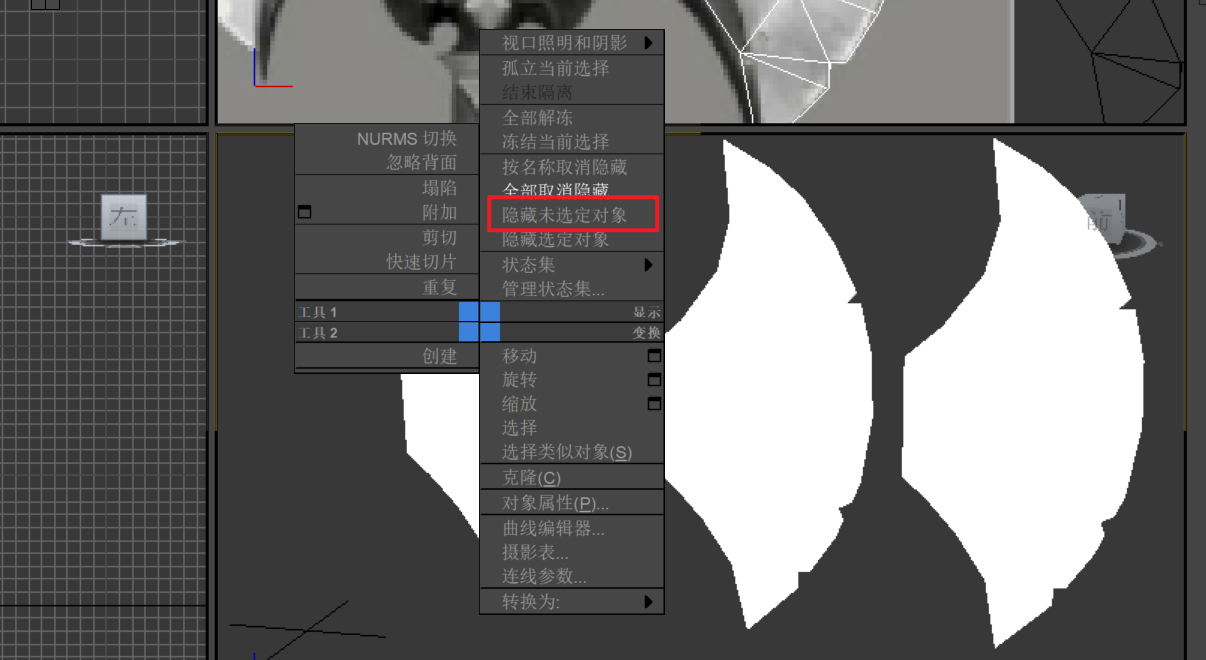 视口照明和阴影
孤立当前选择
结束隔离
全部解冻
冻结当前选择
按名称取消隐藏
全部取消隐藏
隐藏未选定对象
隐藏选定对象
状态集
管理状态集...
NURMS 切换
忽略背面
塌陷
附加
剪切
快速切片
重复
工具 1
显示
工具 2
变换
创建
移动
旋转
缩放
选择
选择类似对象(S)
克隆(C)
对象属性(P)...
曲线编辑器...
摄影表...
连线参数...
转换为:
左
前